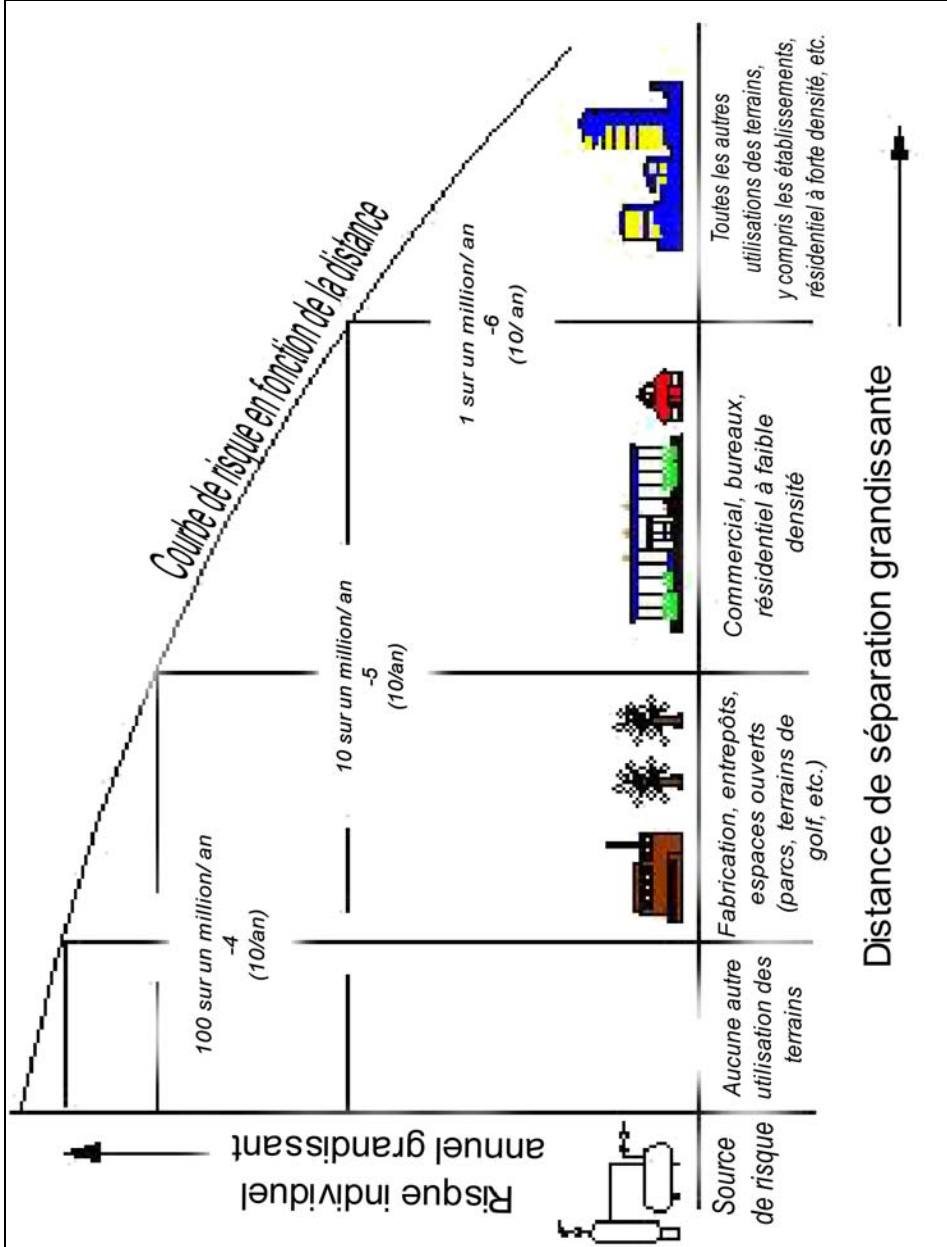 Courbe de risque en fonction de la distance
100 sur un million/ an
-4
(10/an)
10 sur un million/ an
-5
(10/an)
1 sur un million/ an
-6
(10/ an)
Risque individuel
annuel grandissant
Source
de risque
Aucune autre
utilisation des
terrains
Fabrication, entrepôts,
espaces ouverts
(parcs, terrains de
golf, etc.)
Commercial, bureaux,
résidentiel à faible
densité
Toutes les autres
utilisations des terrains,
y compris les établissements,
résidentiel à forte densité, etc.
Distance de séparation grandissante